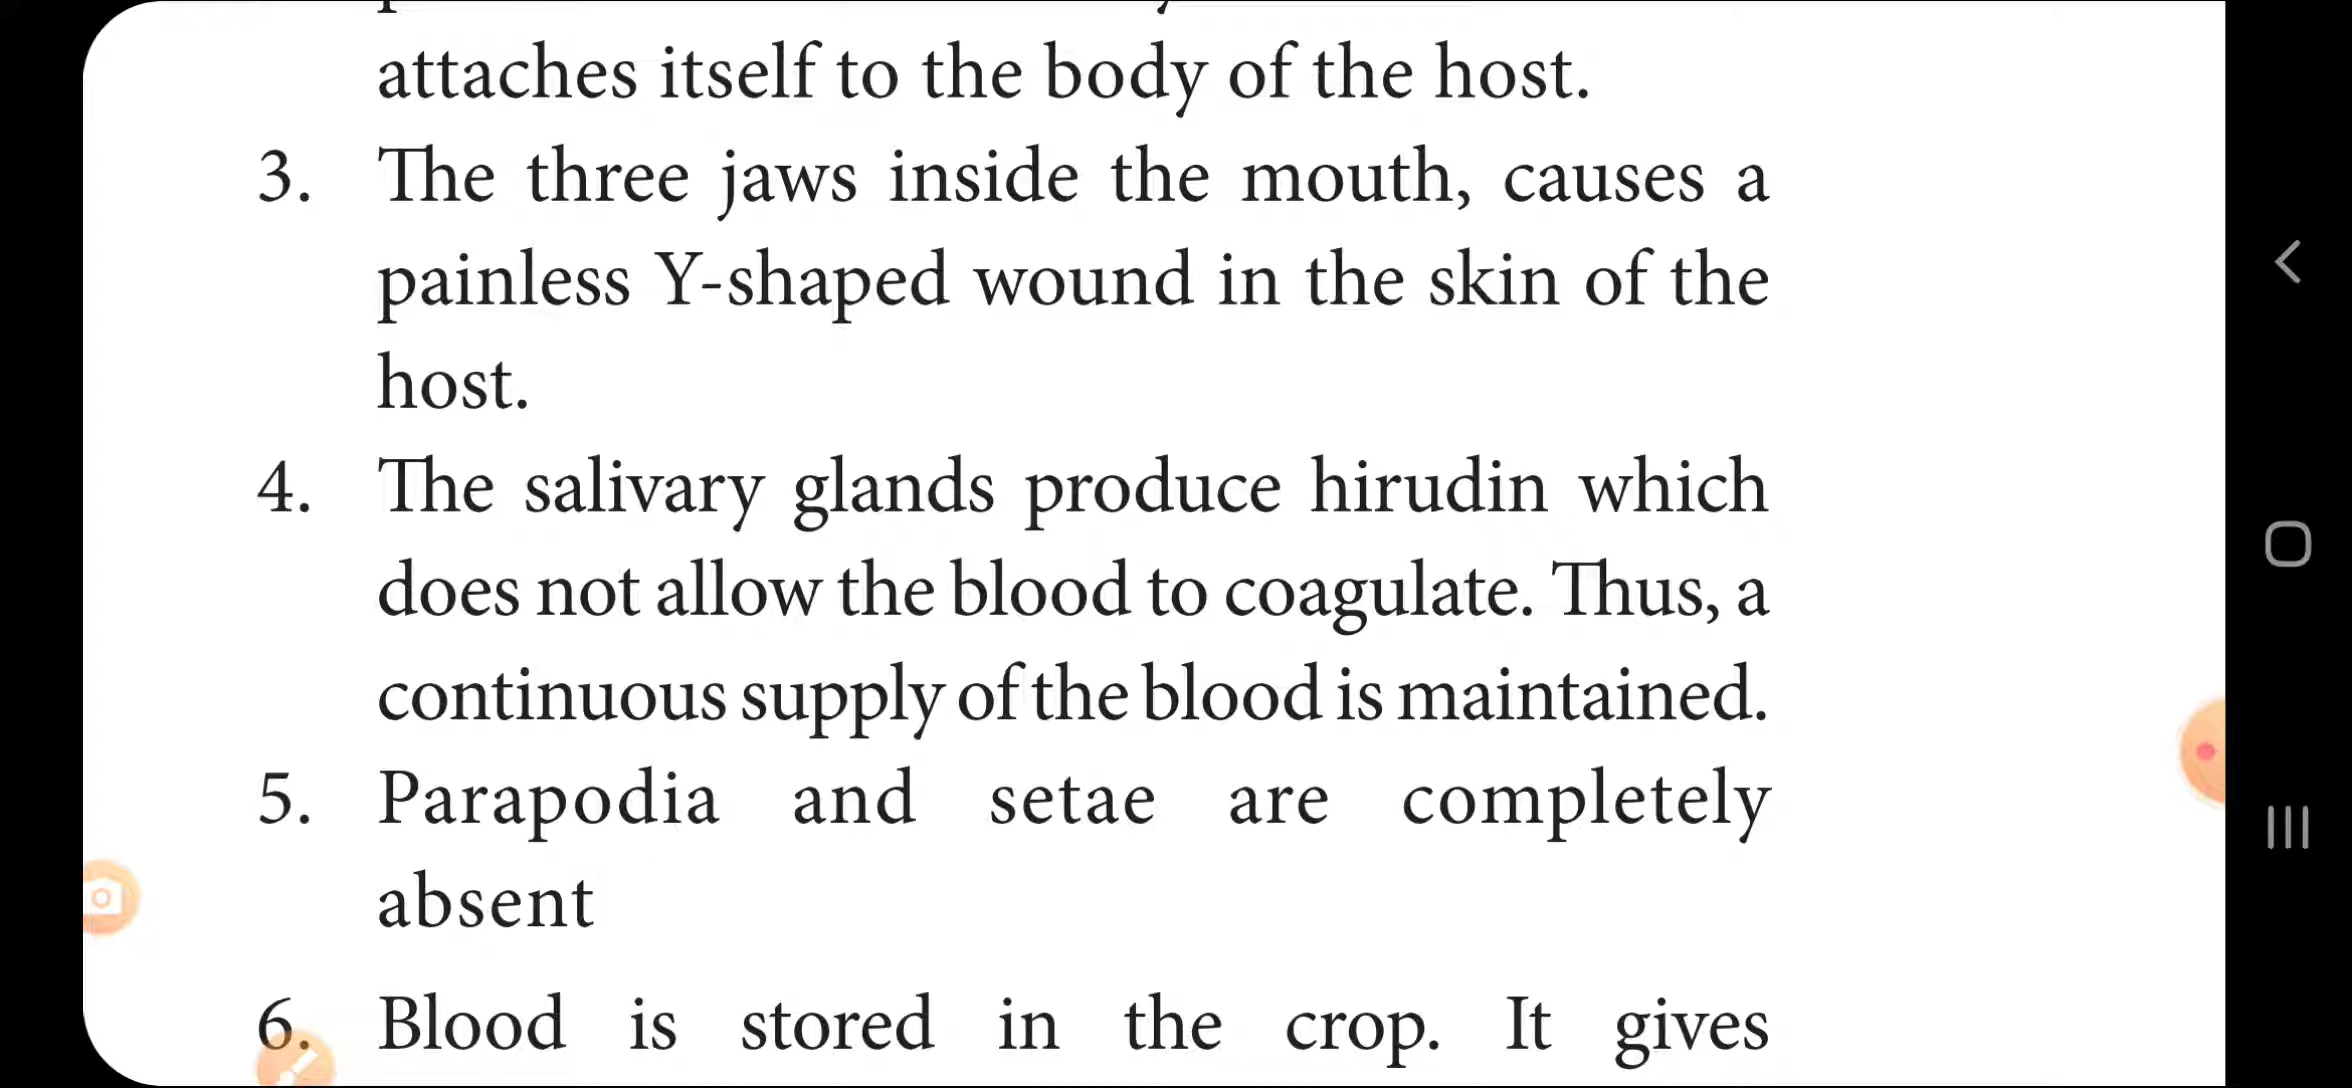 attaches itself to the body of the host.
3. The three jaws inside the mouth, causes a
painless Y-shaped wound in the skin of the
host.
4. The salivary glands produce hirudin which
does not allow the blood to coagulate. Thus, a
continuous supply of the blood is maintained.
5. Parapodia and setae are completely
absent
6. Blood is stored in the crop. It gives